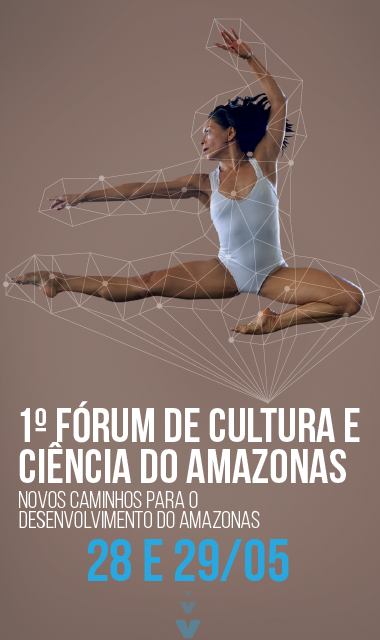 1º FÓRUM DE CULTURA E
CIÊNCIA DO AMAZONAS
NOVOS CAMINHOS PARA O
DESENVOLVIMENTO DO AMAZONAS
28 E 29/05